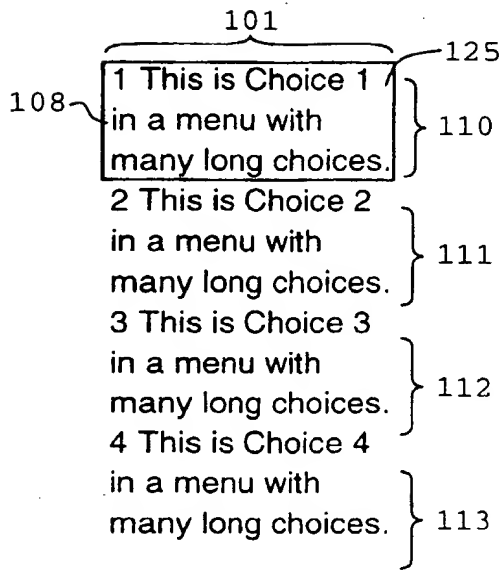 101
125
1 This is Choice 1
108
in a menu with
110
many long choices.
2 This is Choice 2
in a menu with
111
many long choices.
3 This is Choice 3
in a menu with
112
many long choices.
4 This is Choice 4
in a menu with
many long choices.
113